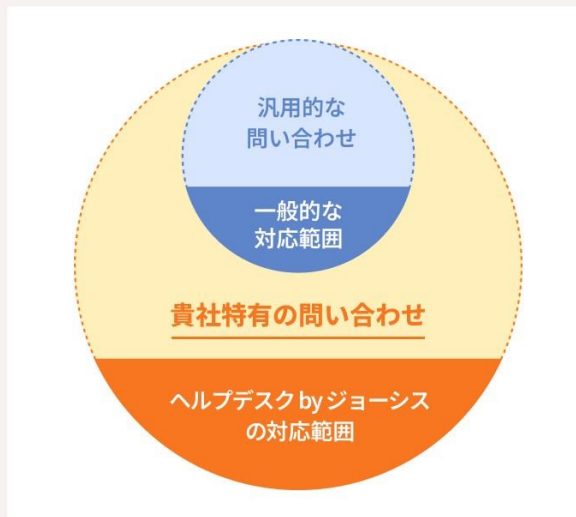 汎用的な
問い合わせ
一般的な
対応範囲
貴社特有の問い合わせ
ヘルプデスク by ジョーシス
の対応範囲